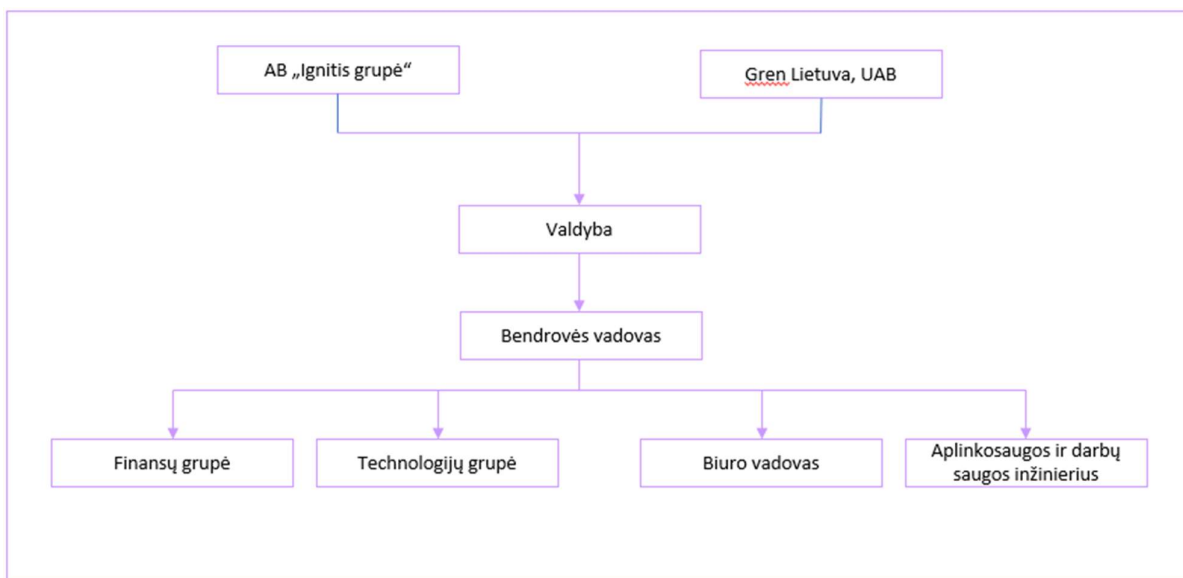 AB „Ignitis grupė“
Gren Lietuva, UAB
Valdyba
Bendrovės vadovas
Finansų grupė
Technologijų grupė
Biuro vadovas
Aplinkosaugos ir darbų
saugos inžinierius